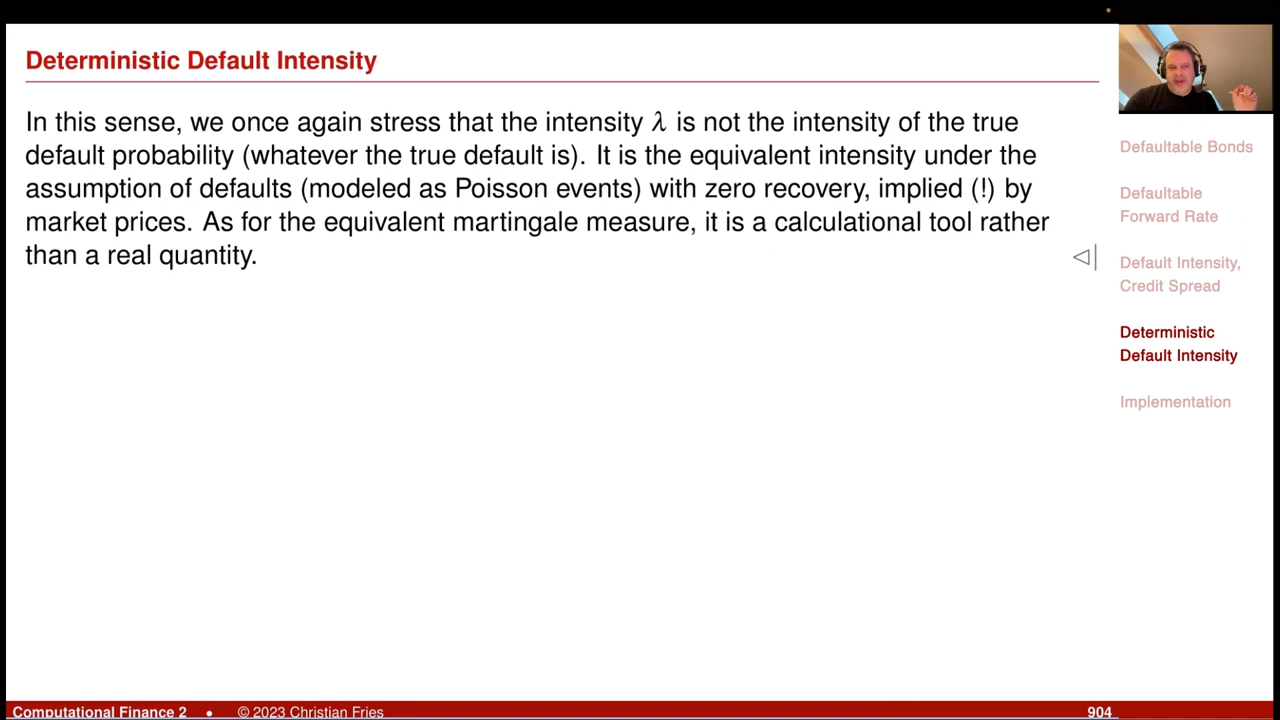 Deterministic Default Intensity
In this sense, we once again stress that the intensity λ is not the intensity of the true
default probability (whatever the true default is). It is the equivalent intensity under the
assumption of defaults (modeled as Poisson events) with zero recovery, implied (!) by
market prices. As for the equivalent martingale measure, it is a calculational tool rather
than a real quantity.
Defaultable Bonds
Defaultable
Forward Rate
Default Intensity,
Credit Spread
Deterministic
Default Intensity
Implementation
Computational Finance 2 • © 2023 Christian Fries 904